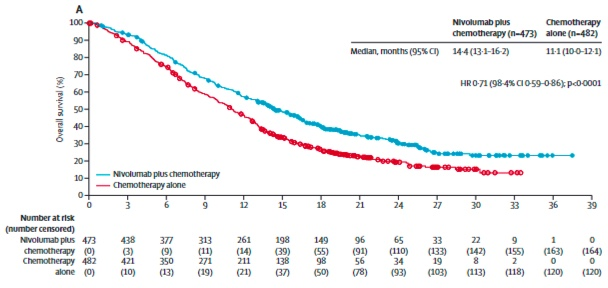 A
Nivolumab plus chemotherapy (n=473)
Chemotherapy alone (n=482)
Median, months (95% CI)
14·4 (13·1–16·2)
11·1 (10·0–12·1)
HR 0·71 (98·4% CI 0·59–0·86); p<0·0001
Overall survival (%)
100
90
80
70
60
50
40
30
20
10
0
Nivolumab plus chemotherapy
Chemotherapy alone
0 3 6 9 12 15 18 21 24 27 30 33 36 39
Number at risk
(number censored)
Nivolumab plus 473 438 377 313 261 198 149 96 65 33 22 9 1 0
chemotherapy (0) (3) (9) (11) (14) (39) (55) (91) (110) (133) (142) (155) (163) (164)
Chemotherapy 482 421 350 271 211 138 98 56 34 19 8 2 0 0
alone (0) (10) (13) (19) (21) (37) (50) (78) (93) (103) (113) (118) (120) (120)